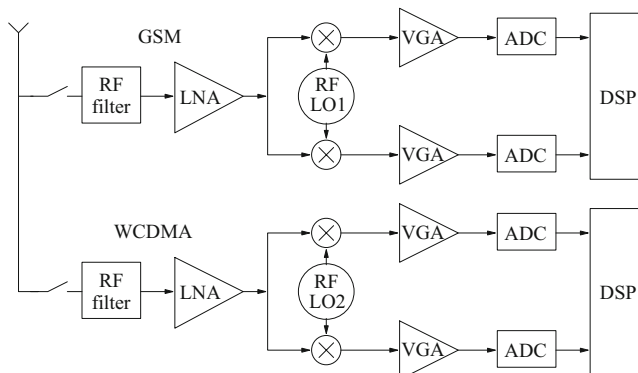 GSM
RF
filter
LNA
RF
LO1
VGA
ADC
VGA
ADC
DSP
WCDMA
RF
filter
LNA
RF
LO2
VGA
ADC
VGA
ADC
DSP